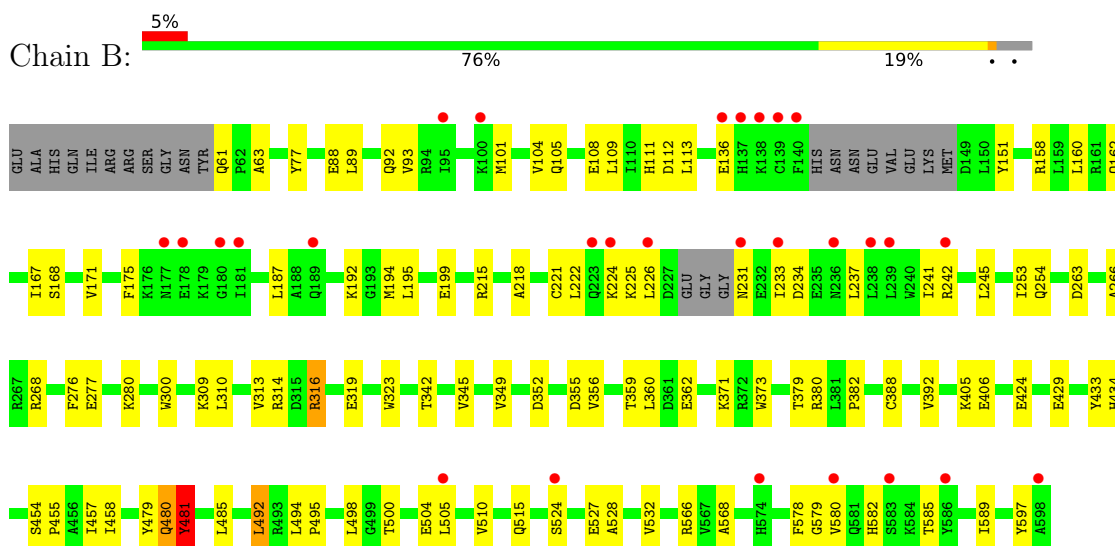 5%
Chain B:
76% 19% • •
GLU ALA HIS GLN ILE ARG ARG SER GLY ASN TYR Q61 P62 A63 Y77 E88 L89 Q92 V93 R94 I95 K100 M101 V104 Q105 E108 L109 I110 H111 D112 L113 E136 H137 K138 C139 F140 HIS ASN ASN GLU VAL GLU LYS MET D149 L150 Y151 R158 L159 L160 R161 Q162
I167 S168 V171 F175 K176 N177 E178 K179 G180 I181 L187 A188 Q189 K192 G193 M194 L195 E199 R215 A218 C221 L222 Q223 K224 K225 L226 D227 GLU GLY GLY N231 E232 I233 D234 E235 N236 L237 L238 L239 W240 I241 R242 L245 I253 Q254 D263 A266
R267 R268 F276 E277 K280 W300 K309 L310 V313 R314 D315 R316 E319 W323 T342 V345 V349 D352 D355 V356 T359 L360 D361 E362 K371 R372 W373 T379 R380 L381 P382 C388 V392 K405 E406 E424 E429 Y433 H434
S454 P455 A456 I457 I458 Y479 Q480 Y481 L485 L492 R493 L494 P495 L498 G499 T500 E504 L505 V510 Q515 S524 E527 A528 V532 R566 V567 A568 H574 F578 G579 V580 Q581 H582 S583 K584 T585 Y586 I589 Y597 A598